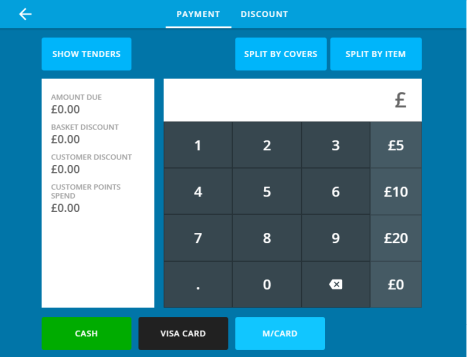 PAYMENT DISCOUNT
SHOW TENDERS SPLIT BY COVERS SPLIT BY ITEM
AMOUNT DUE
£0.00
BASKET DISCOUNT
£0.00
CUSTOMER DISCOUNT
£0.00
CUSTOMER POINTS
SPEND
£0.00
£
1 2 3 £5
4 5 6 £10
7 8 9 £20
. 0 £0
CASH VISA CARD M/CARD